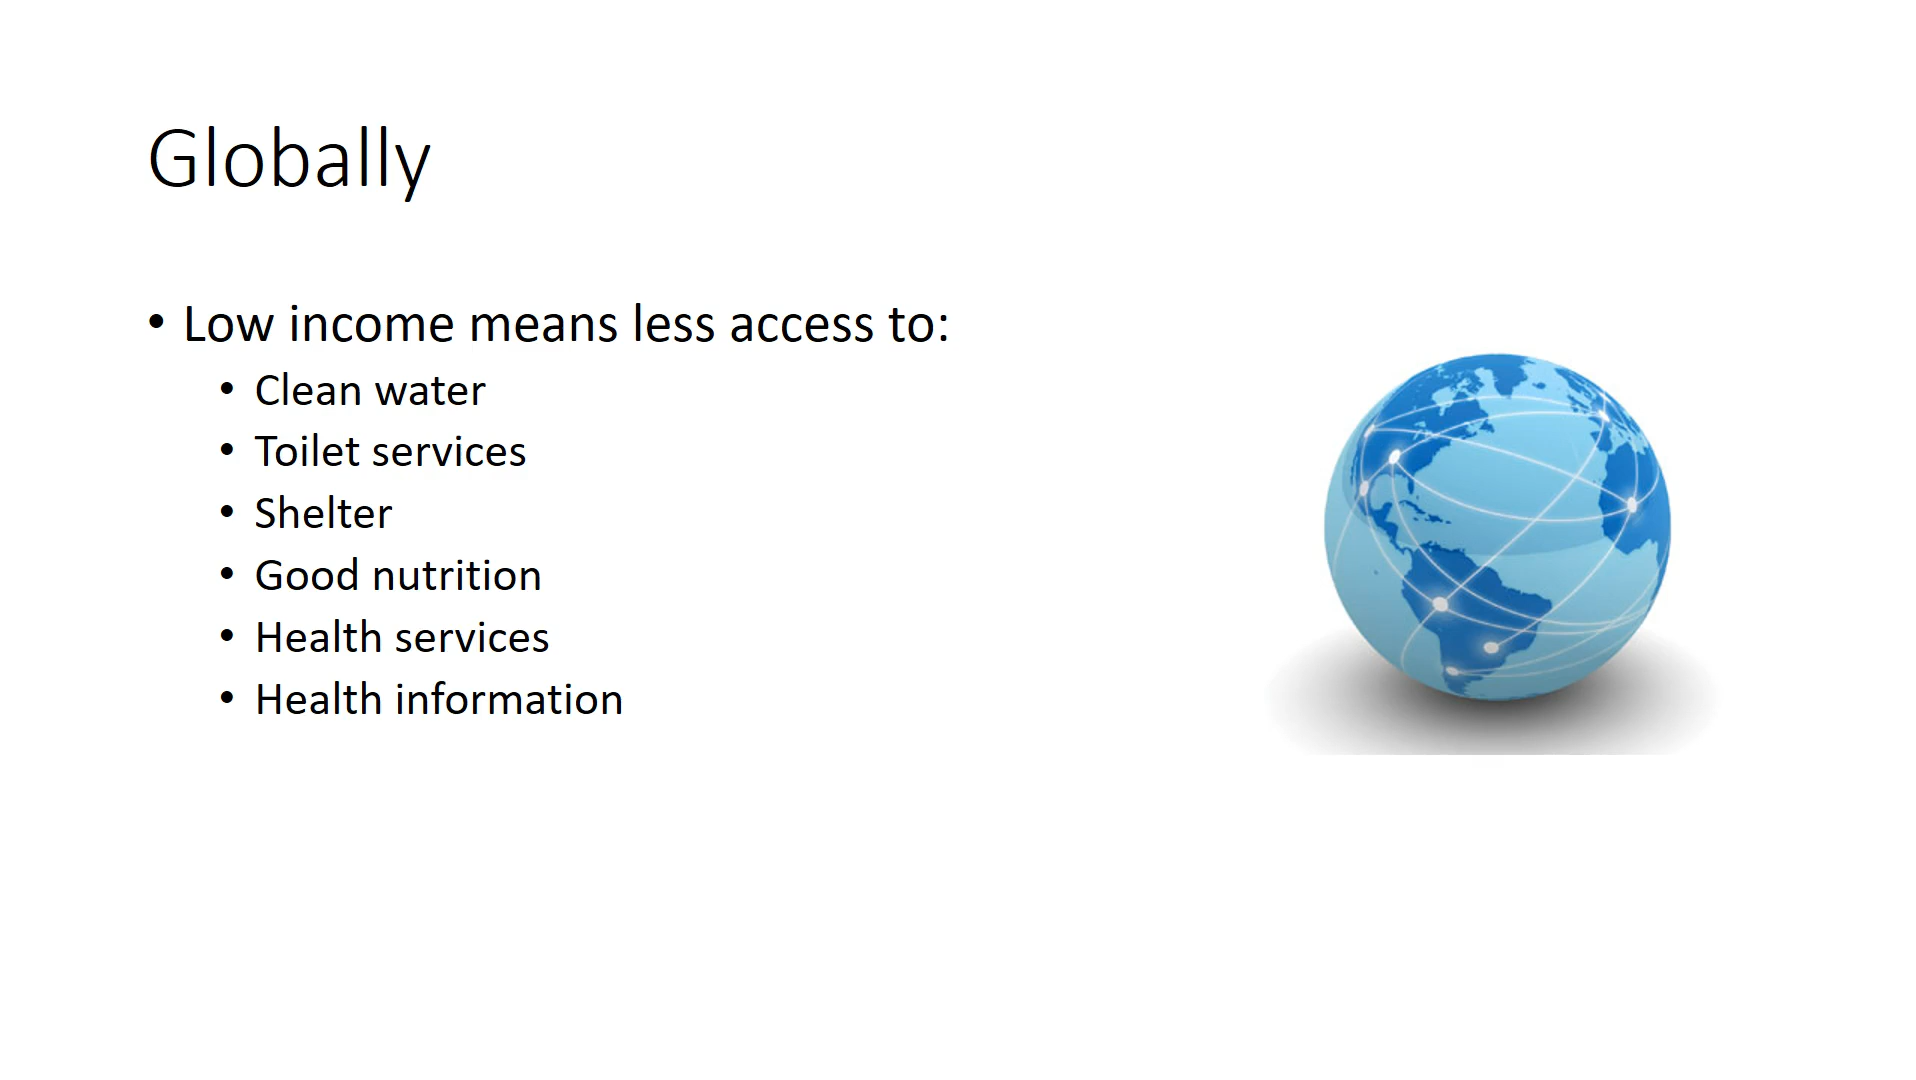 Globally
• Low income means less access to:
• Clean water
• Toilet services
• Shelter
• Good nutrition
• Health services
• Health information